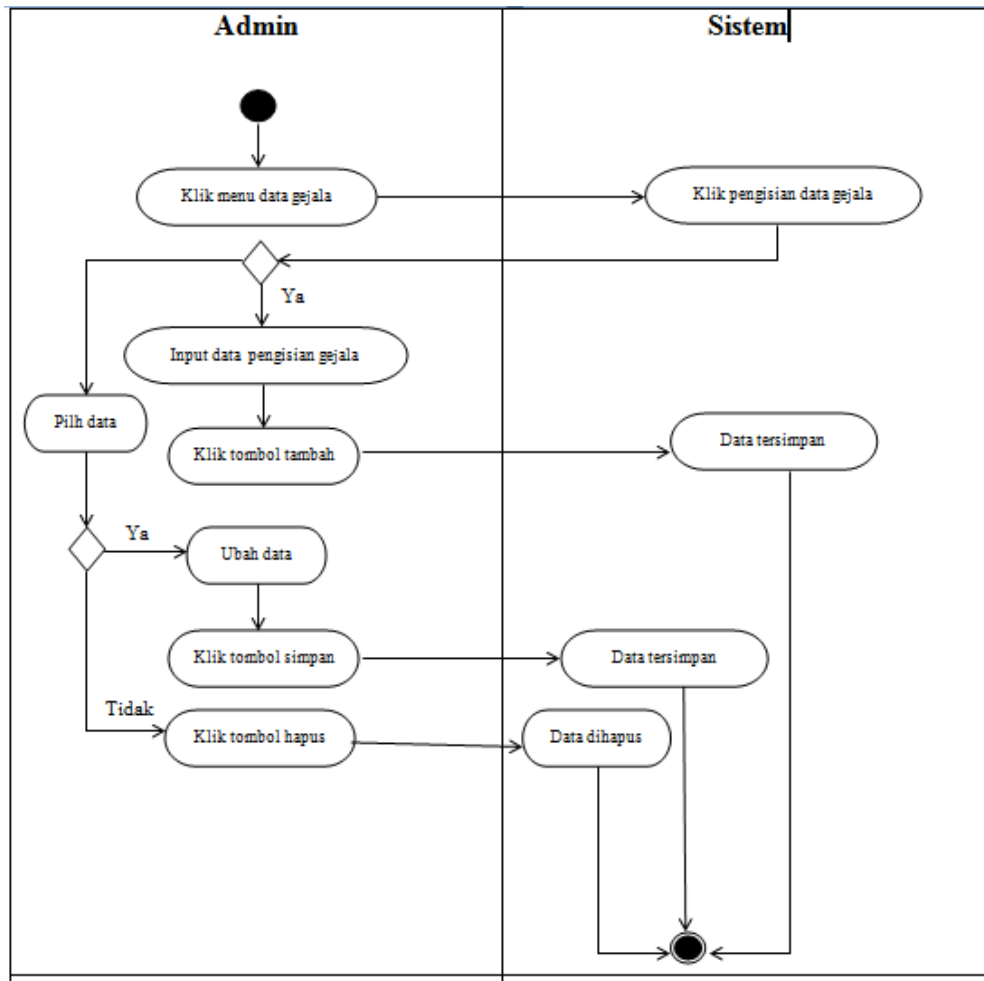 Admin
Sistem
Klik menu data gejala
Klik pengisian data gejala
Ya
Input data pengisian gejala
Pilh data
Klik tombol tambah
Data tersimpan
Ya
Ubah data
Klik tombol simpan
Data tersimpan
Tidak
Klik tombol hapus
Data dihapus